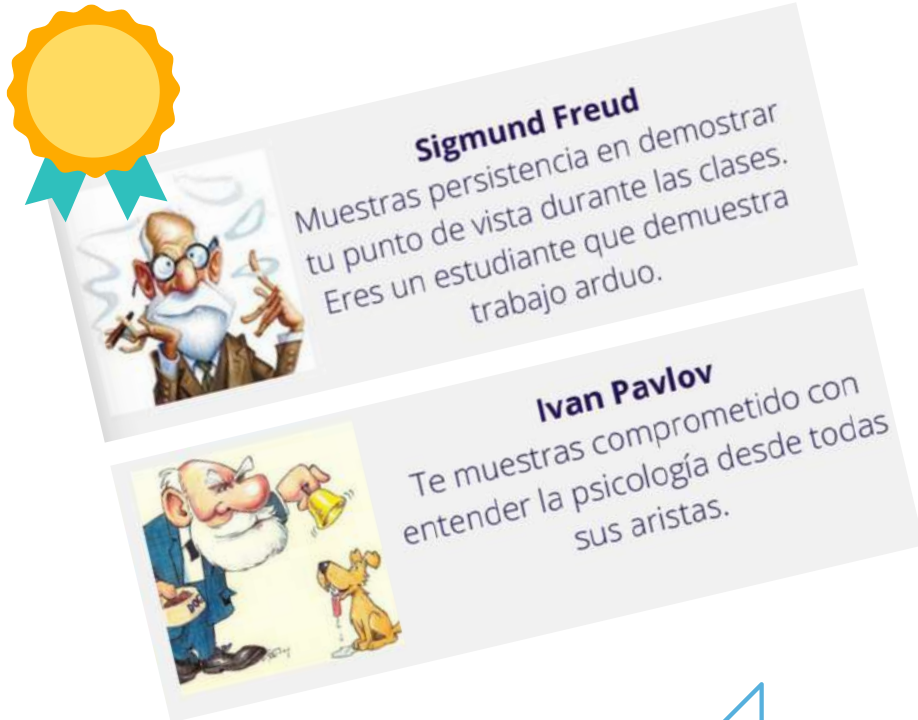 Sigmund Freud
Muestras persistencia en demostrar
tu punto de vista durante las clases.
Eres un estudiante que demuestra
trabajo arduo.
Ivan Pavlov
Te muestras comprometido con
entender la psicología desde todas
sus aristas.
DOG